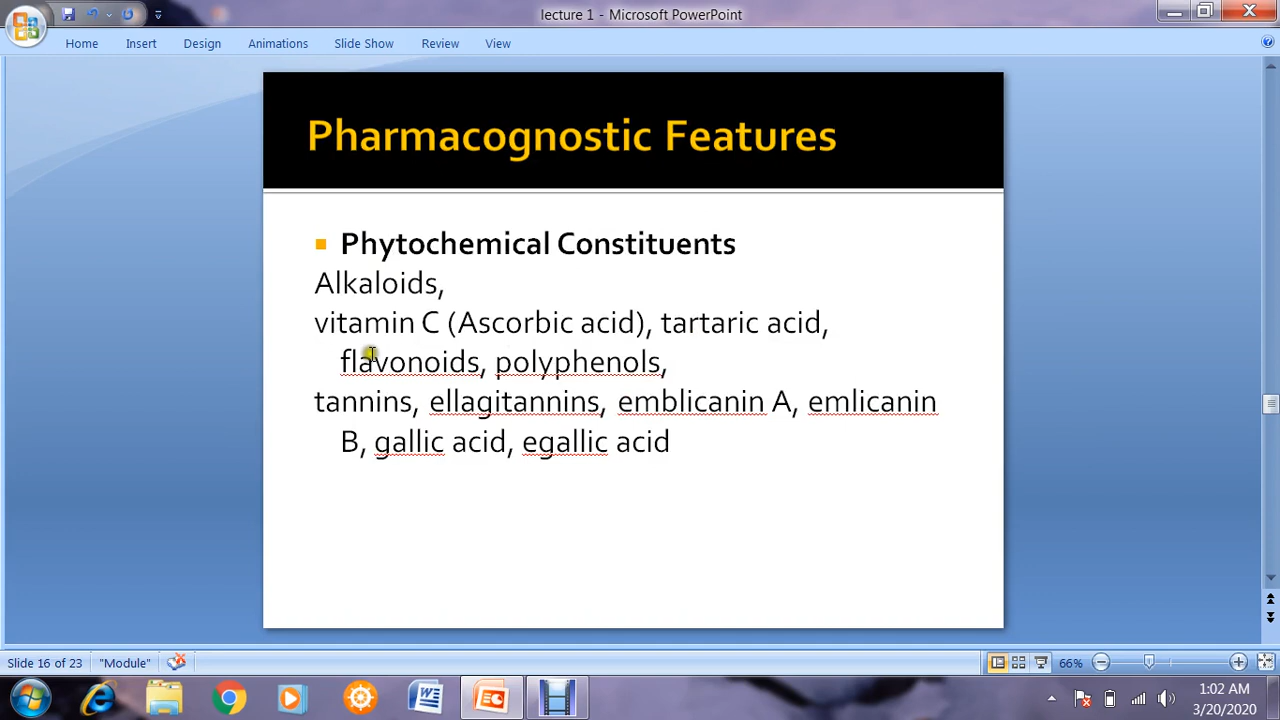 lecture 1 - Microsoft PowerPoint
Home Insert Design Animations Slide Show Review View
Pharmacognostic Features
Phytochemical Constituents
Alkaloids,
vitamin C (Ascorbic acid), tartaric acid,
flavonoids, polyphenols,
tannins, ellagitannins, emblicanin A, emlicanin
B, gallic acid, egallic acid
Slide 16 of 23 "Module" 66%
1:02 AM
3/20/2020